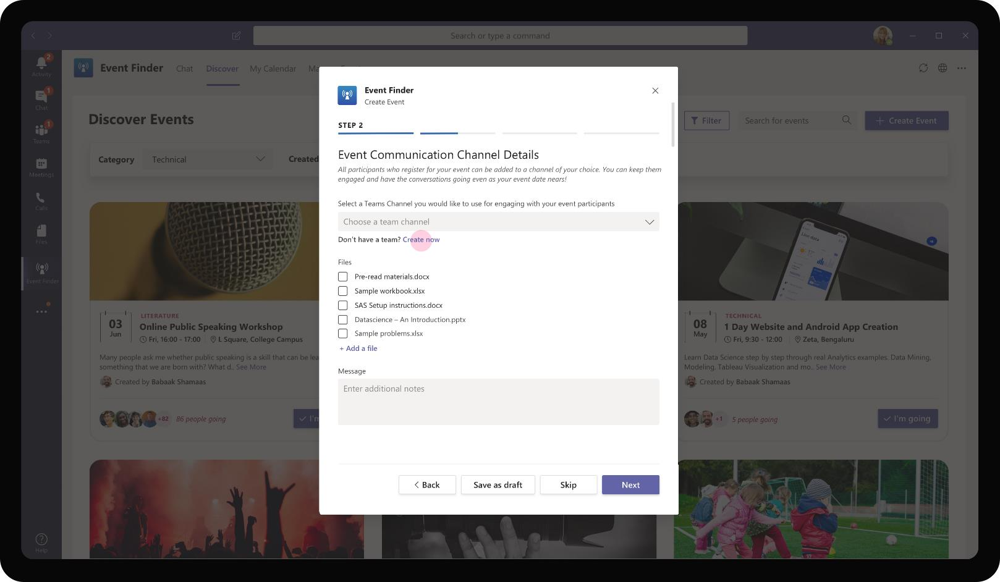 Search or type a command
2
Activity
1
Chat
1
Teams
Meetings
Calls
Files
Event Finder
Help
Event Finder
Chat
Discover
My Calendar
Discover Events
Filter
Search for events
+ Create Event
Category
Technical
Created
Event Finder
Create Event
STEP 2
Event Communication Channel Details
All participants who register for your event can be added to a channel of your choice. You can keep them
engaged and have the conversations going even as your event date nears!
Select a Teams Channel you would like to use for engaging with your event participants
Choose a team channel
Don't have a team? Create now
Files
Pre-read materials.docx
Sample workbook.xlsx
SAS Setup instructions.docx
Datascience – An Introduction.pptx
Sample problems.xlsx
+ Add a file
Message
Enter additional notes
Back
Save as draft
Skip
Next
03
Jun
LITERATURE
Online Public Speaking Workshop
Fri, 16:00 - 17:00
L Square, College Campus
Many people ask me whether public speaking is a skill that can be
something that we are born with? What d.. See More
Created by Babaak Shamaas
+82
86 people going
Live data
08
May
TECHNICAL
1 Day Website and Android App Creation
Fri, 9:30 - 12:00
Zeta, Bengaluru
Learn Data Science step by step through real Analytics examples. Data Mining,
Modeling, Tableau Visualization and mo.. See More
Created by Babaak Shamaas
+1
5 people going
I'm going